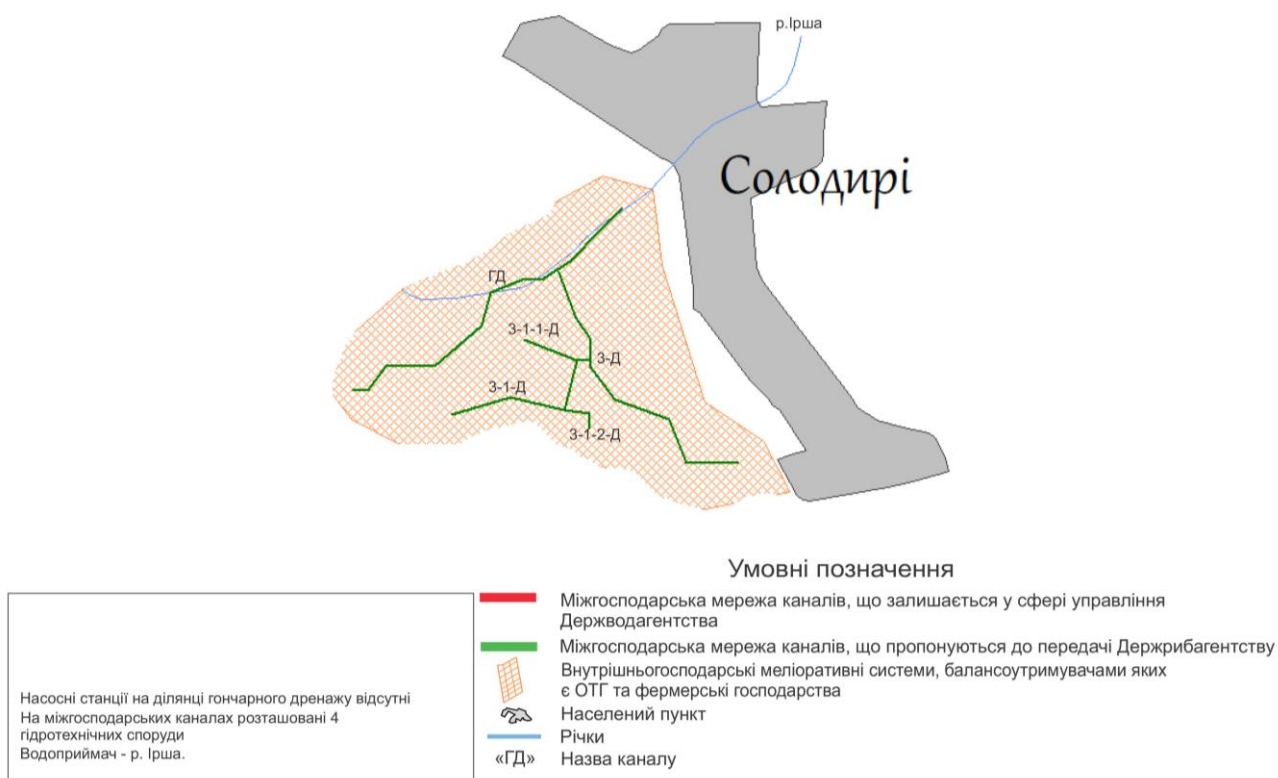 р.Ірша
Солодирі
ГД
3-1-1-Д
3-Д
3-1-Д
3-1-2-Д
Умовні позначення
Міжгосподарська мережа каналів, що залишається у сфері управління
Держводагентства
Міжгосподарська мережа каналів, що пропонуються до передачі Держрибагентству
Внутрішньогосподарські меліоративні системи, балансоутримувачами яких
є ОТГ та фермерські господарства
Населений пункт
Річки
«ГД» Назва каналу
Насосні станції на ділянці гончарного дренажу відсутні
На міжгосподарських каналах розташовані 4
гідротехнічних споруди
Водоприймач - р. Ірша.